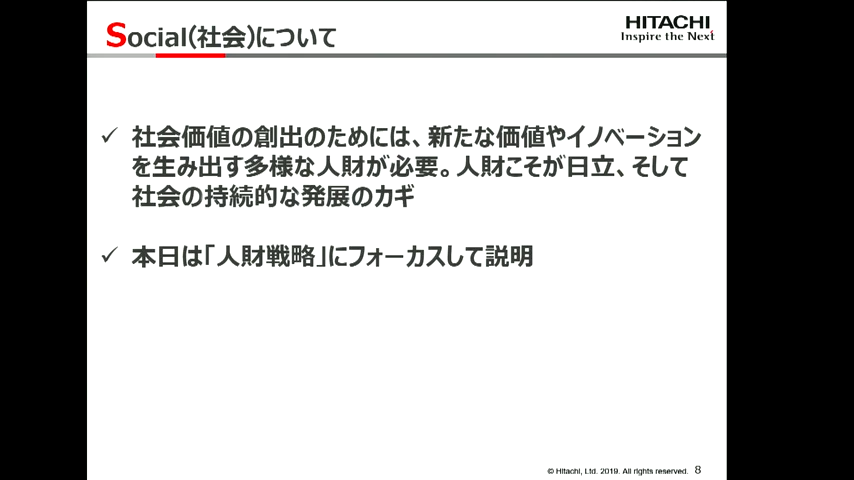 Social(社会)について
HITACHI
Inspire the Next
✓ 社会価値の創出のためには、新たな価値やイノベーション
を生み出す多様な人財が必要。人財こそが日立、そして
社会の持続的な発展のカギ
✓ 本日は「人財戦略」にフォーカスして説明
© Hitachi, Ltd. 2019. All rights reserved. 8